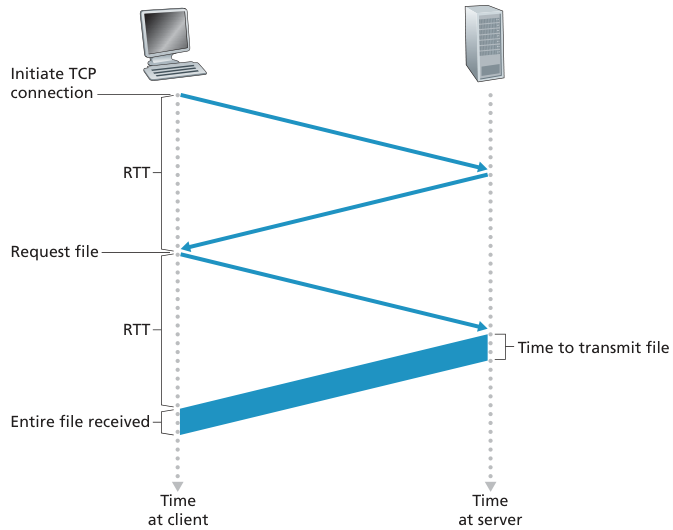 Initiate TCP
connection
RTT
Request file
RTT
Time to transmit file
Entire file received
Time
at client
Time
at server